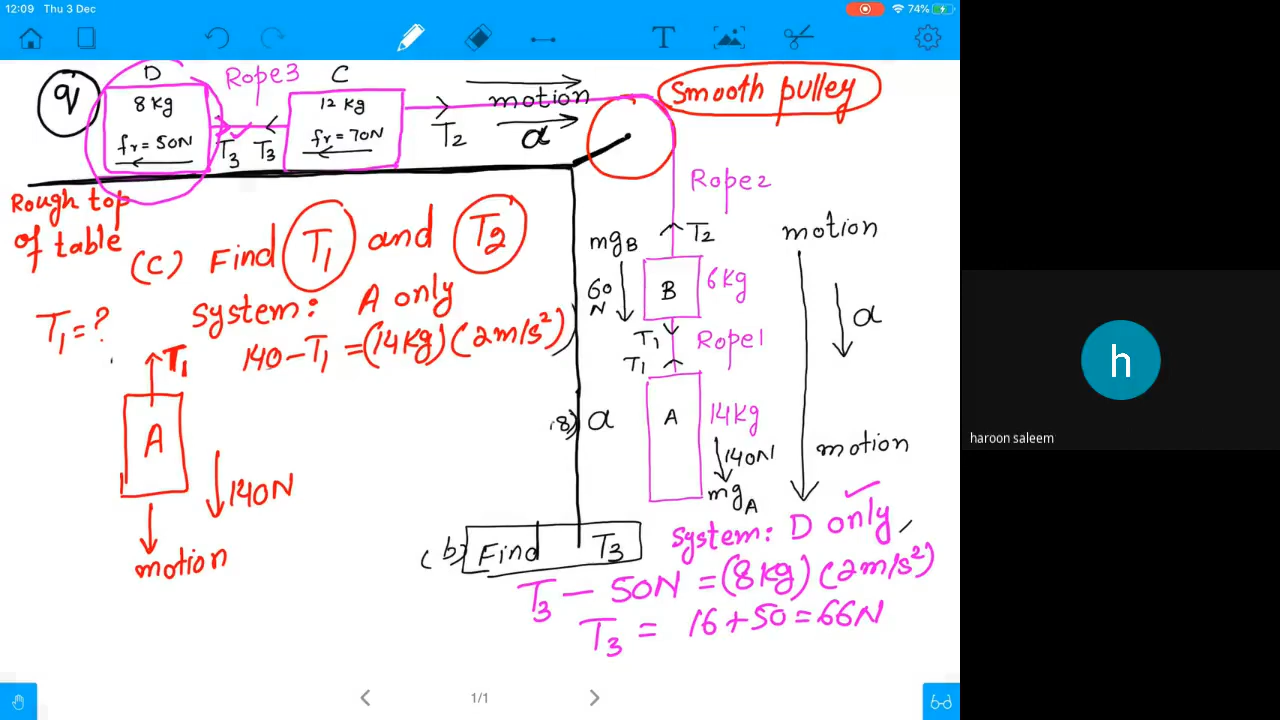 12:09 Thu 3 Dec
74%
T
q
D
8 Kg
fr = 50N
Rope3
T3 T3
C
12 Kg
fr = 70N
motion
T2
a
Smooth pulley
Rope2
Rough top
of table
(C) Find T1 and T2
System: A only
T1 = ?
140 - T1 = (14Kg) (2m/s²)
T1
A
140N
motion
mgB
60
N
T2
B
6Kg
T1
T1
Rope1
A
14Kg
140N
mgA
motion
a
motion
a
(b) Find T3
System: D only
T3 - 50N = (8Kg) (2m/s²)
T3 = 16 + 50 = 66N
1/1
h
haroon saleem